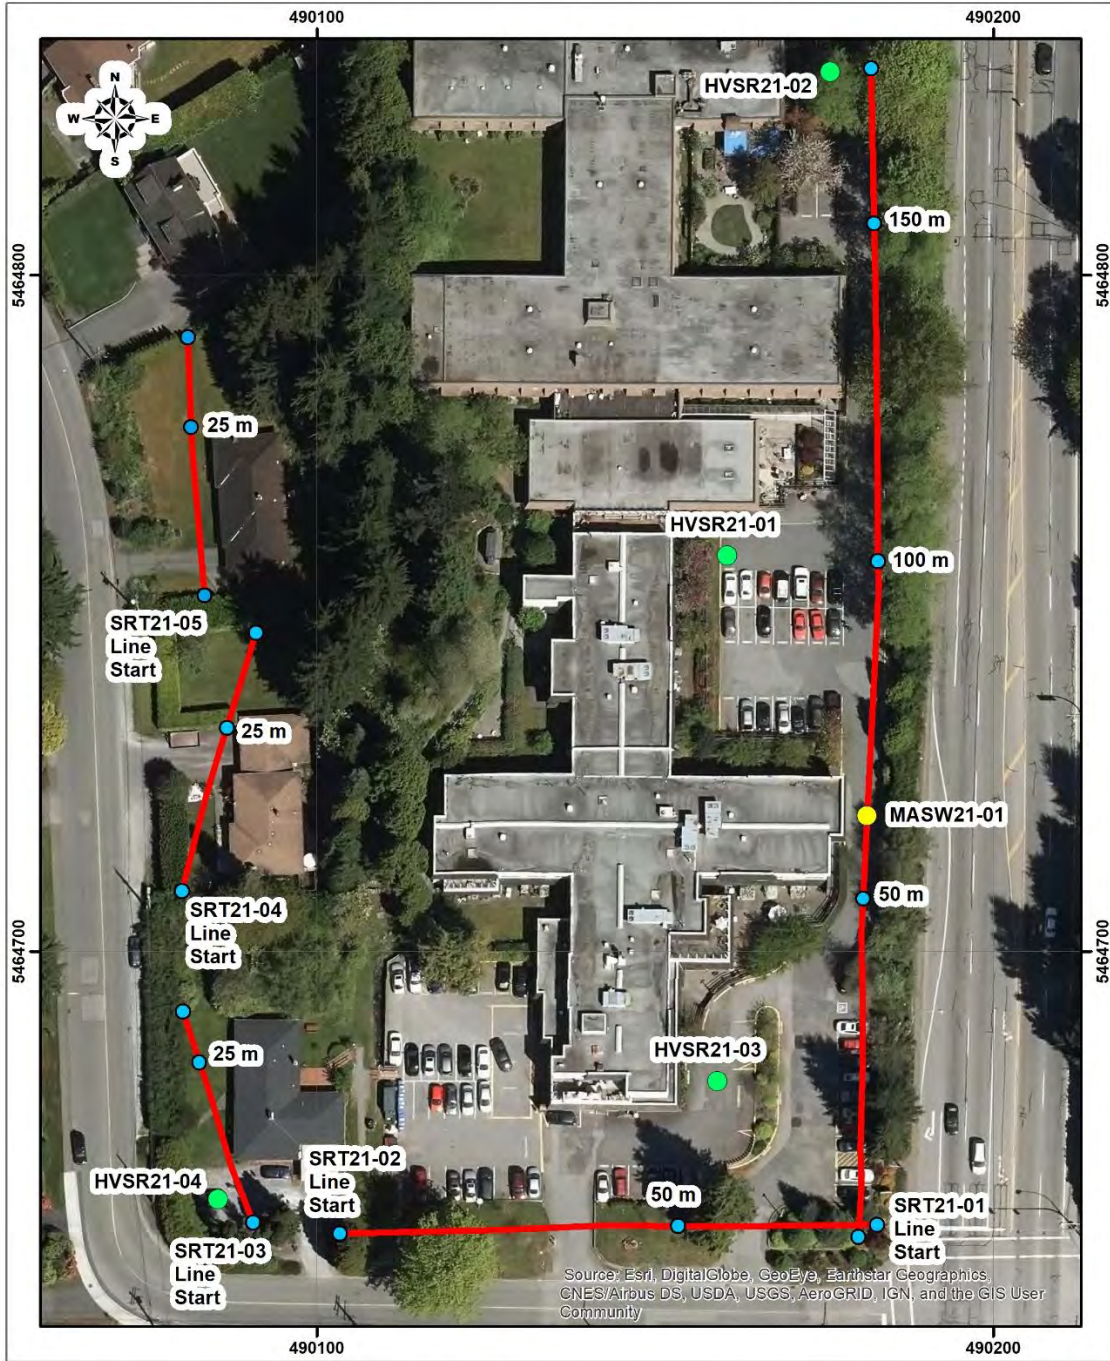 490100
490200
N
W
E
S
HVSR21-02
150 m
5464800
5464800
25 m
HVSR21-01
100 m
SRT21-05
Line
Start
25 m
MASW21-01
50 m
SRT21-04
Line
Start
5464700
5464700
25 m
HVSR21-03
SRT21-02
Line
Start
HVSR21-04
50 m
SRT21-01
Line
Start
SRT21-03
Line
Start
Source: Esri, DigitalGlobe, GeoEye, Earthstar Geographics,
CNES/Airbus DS, USDA, USGS, AeroGRID, IGN, and the GIS User
Community
490100
490200